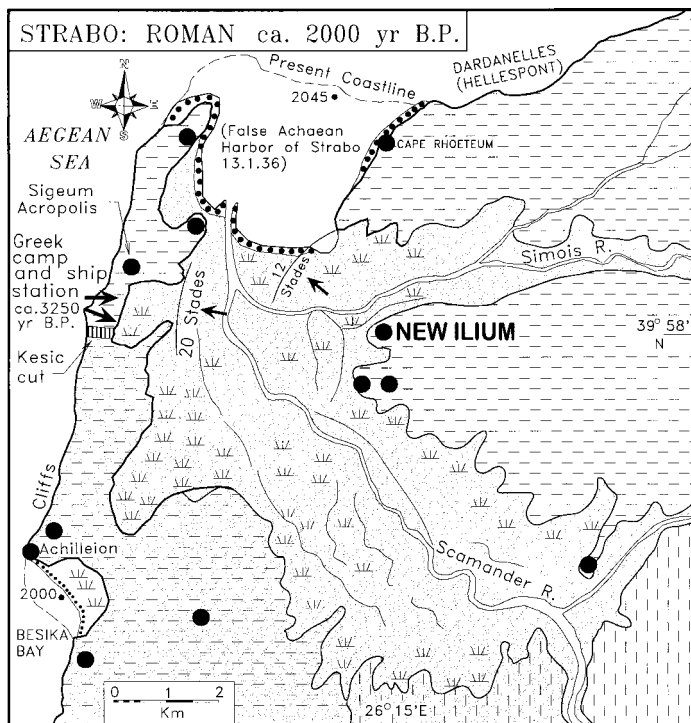 STRABO: ROMAN ca. 2000 yr B.P.
N
W E
S
Present Coastline
2045
DARDANELLES
(HELLESPONT)
AEGEAN
SEA
(False Achaean
Harbor of Strabo
13.1.36)
CAPE RHOETEUM
Sigeum
Acropolis
Greek
camp
and ship
station
ca.3250
yr B.P.
Kesic
cut
20 Stades
12
Stades
Simois R.
NEW ILIUM
39° 58'
N
Cliffs
Achilleion
2000
BESIKA
BAY
Scamander R.
0 1 2
Km
26° 15'E